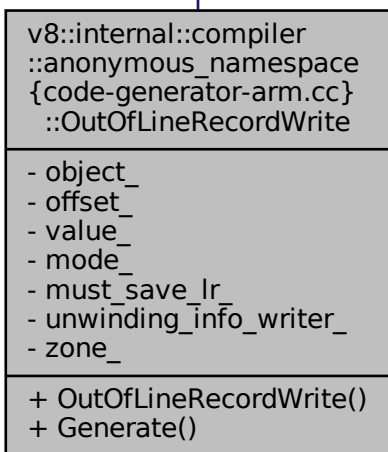 v8::internal::compiler
::anonymous_namespace
{code-generator-arm.cc}
::OutOfLineRecordWrite
- object_
- offset_
- value_
- mode_
- must_save_lr_
- unwinding_info_writer_
- zone_
+ OutOfLineRecordWrite()
+ Generate()